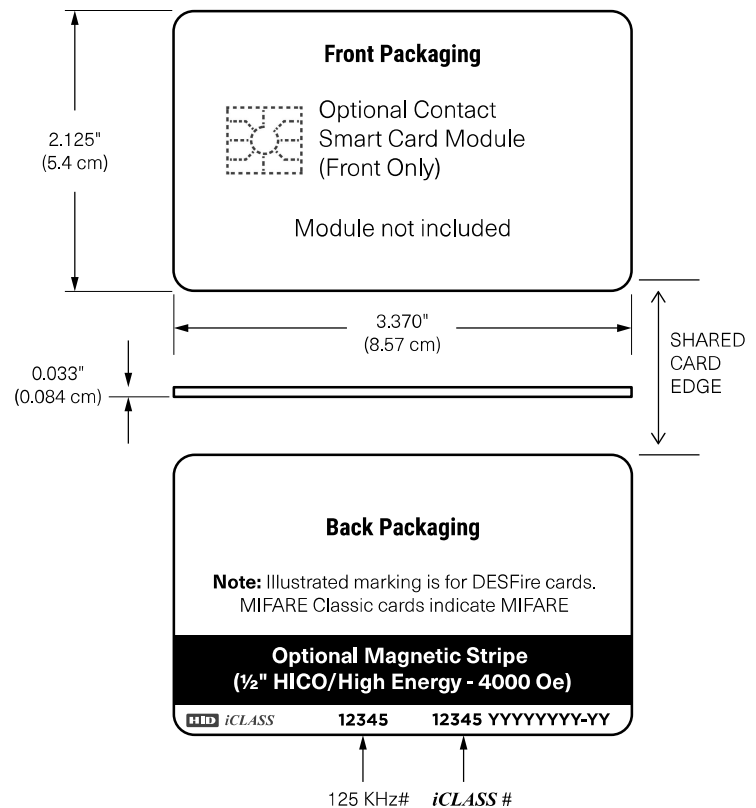 Front Packaging
2.125"
(5.4 cm)
Optional Contact
Smart Card Module
(Front Only)
Module not included
3.370"
(8.57 cm)
SHARED
CARD
EDGE
0.033"
(0.084 cm)
Back Packaging
Note: Illustrated marking is for DESFire cards.
MIFARE Classic cards indicate MIFARE
Optional Magnetic Stripe
(½" HICO/High Energy - 4000 Oe)
HID iCLASS 12345 12345 YYYYYYYY-YY
125 KHz# iCLASS #